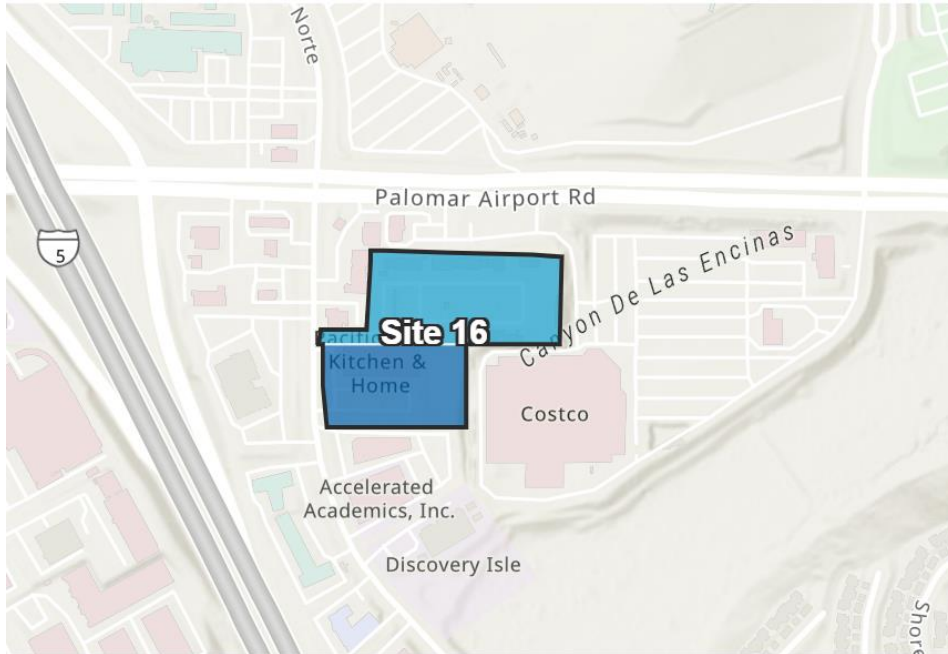 Norte
Palomar Airport Rd
5
Canyon De Las Encinas
Site 16
Pacific
Kitchen &
Home
Costco
Accelerated
Academics, Inc.
Discovery Isle
Shore